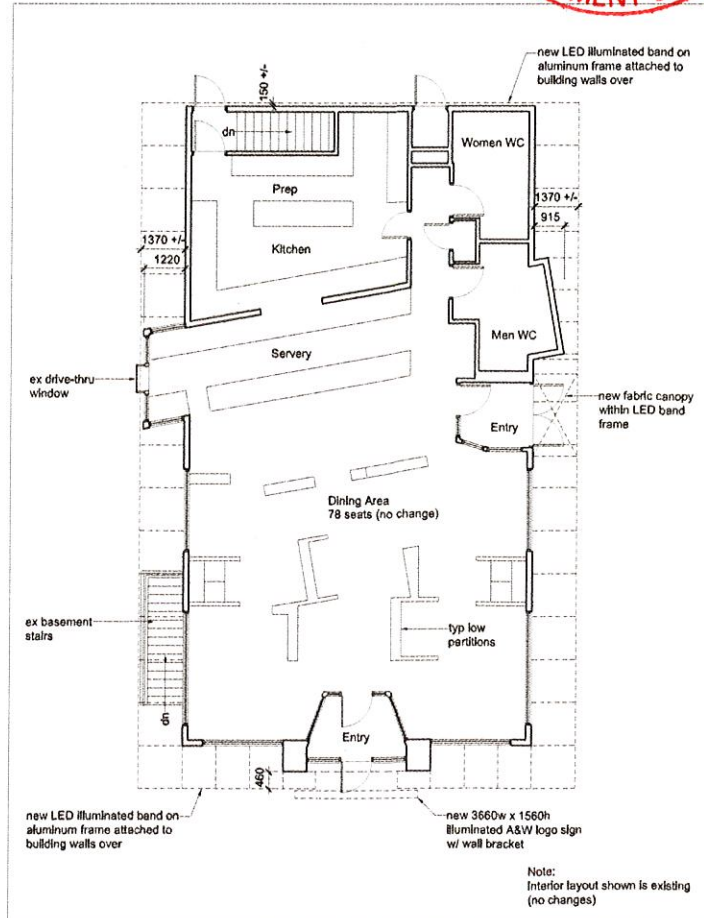 MENT
new LED illuminated band on
aluminum frame attached to
building walls over
150 +/-
dn
Women WC
Prep
1370 +/-
915
1370 +/-
1220
Kitchen
Men WC
Servery
ex drive-thru
window
new fabric canopy
within LED band
frame
Entry
Dining Area
78 seats (no change)
ex basement
stairs
typ low
partitions
dn
Entry
460
new LED illuminated band on
aluminum frame attached to
building walls over
new 3660w x 1560h
illuminated A&W logo sign
w/ wall bracket
Note:
Interior layout shown is existing
(no changes)